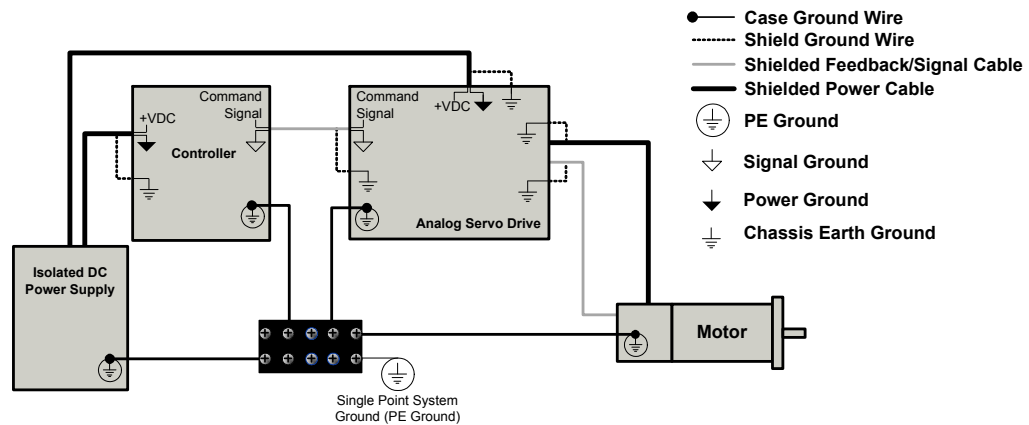 Case Ground Wire
Shield Ground Wire
Shielded Feedback/Signal Cable
Shielded Power Cable
PE Ground
Signal Ground
Power Ground
Chassis Earth Ground
+VDC
Command
Signal
Controller
Command
Signal
+VDC
Analog Servo Drive
Isolated DC
Power Supply
Motor
Single Point System
Ground (PE Ground)